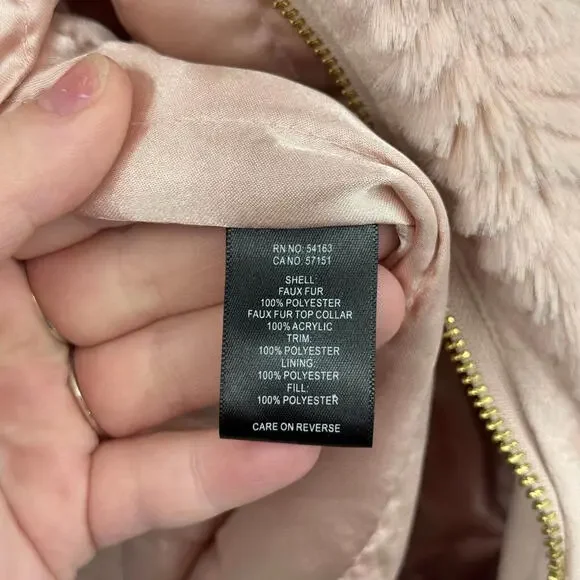 RN NO: 54163
CA NO: 57151
SHELL:
FAUX FUR
100% POLYESTER
FAUX FUR TOP COLLAR
100% ACRYLIC
TRIM:
100% POLYESTER
LINING:
100% POLYESTER
FILL:
100% POLYESTER
CARE ON REVERSE